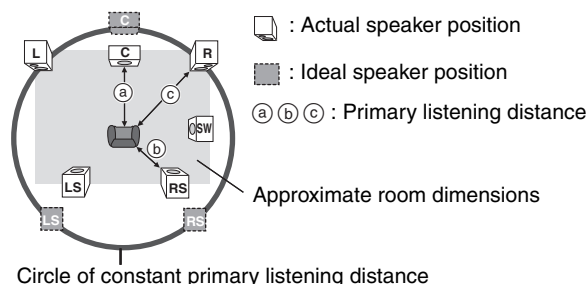 C
L
C
R
a
c
SW
b
LS
RS
LS
RS
: Actual speaker position
: Ideal speaker position
a b c : Primary listening distance
Approximate room dimensions
Circle of constant primary listening distance